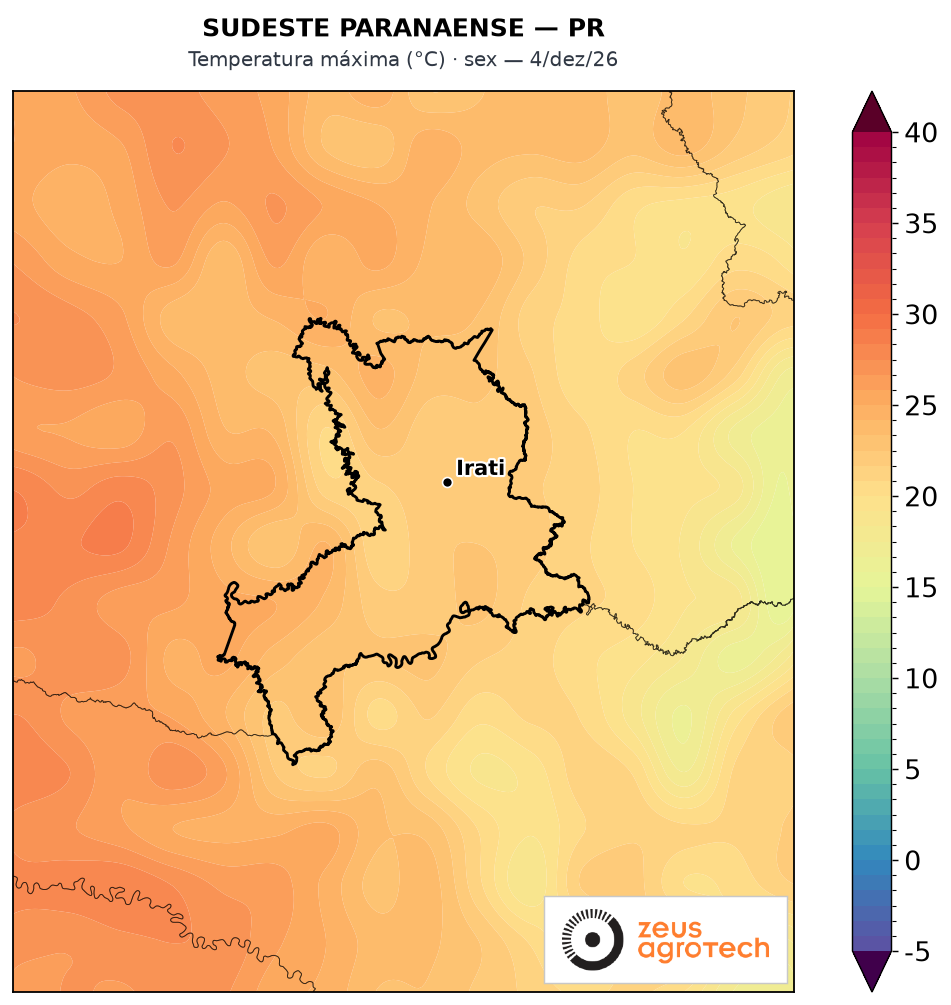 SUDESTE PARANAENSE — PR
Temperatura máxima (°C) · sex — 4/dez/26
40
35
30
25
20
15
10
5
0
-5
Irati
zeus
agrotech